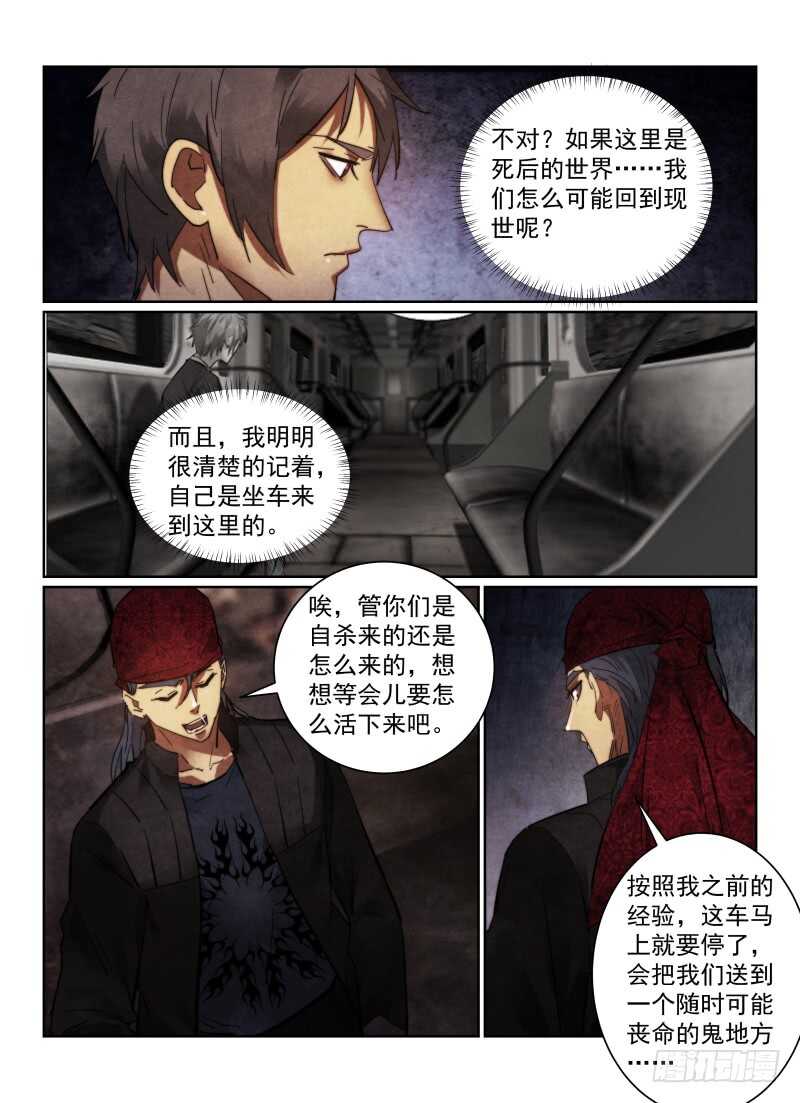 不对？如果这里是
死后的世界……我
们怎么可能回到现
世呢？
而且，我明明
很清楚的记着，
自己是坐车来
到这里的。
唉，管你们是
自杀来的还是
怎么来的，想
想等会儿要怎
么活下来吧。
按照我之前的
经验，这车马
上就要停了，
会把我们送到
一个随时可能
丧命的鬼地方
……
腾讯动漫